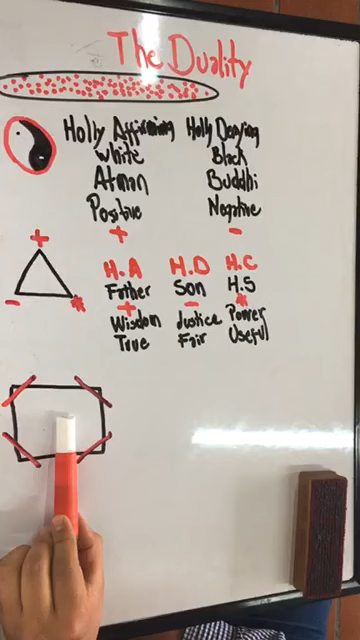 The Duality
Holly Affirming Holly Denying
White Black
Atman Buddhi
Positive Negative
+ -
+
H.A H.D H.C
Father Son H.S
- * + - *
Wisdom Justice Power
True Fair Useful